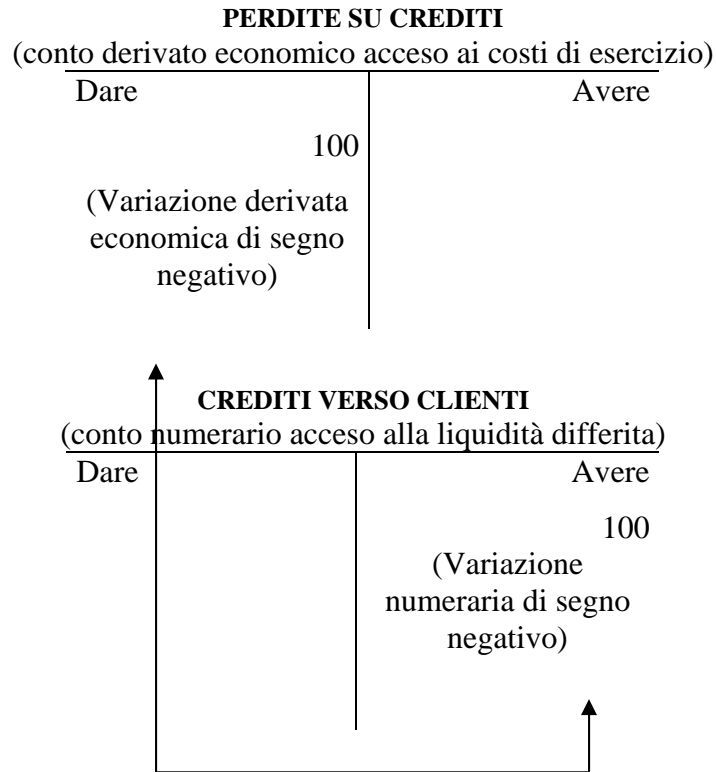 PERDITE SU CREDITI
(conto derivato economico acceso ai costi di esercizio)
Dare Avere
100
(Variazione derivata
economica di segno
negativo)
CREDITI VERSO CLIENTI
(conto numerario acceso alla liquidità differita)
Dare Avere
100
(Variazione
numeraria di segno
negativo)